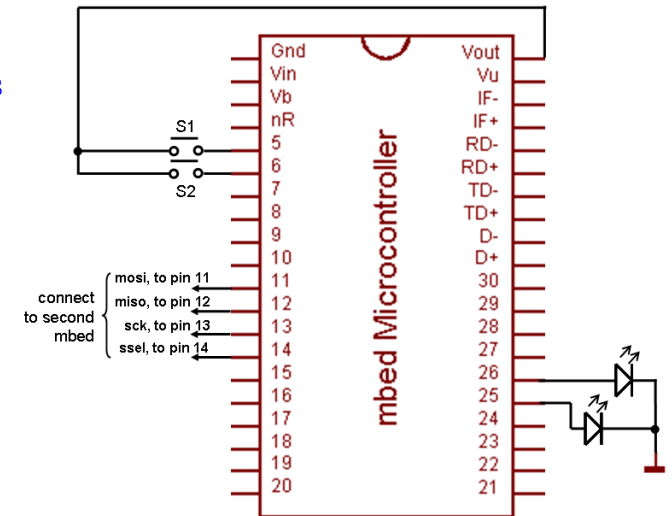 s
Gnd Vout
Vin Vu
Vb IF-
nR IF+
S1
5 RD-
6 RD+
S2
7 TD-
8 TD+
9 D-
10 D+
mbed Microcontroller
connect
to second
mbed
mosi, to pin 11
miso, to pin 12
sck, to pin 13
ssel, to pin 14
11 30
12 29
13 28
14 27
15 26
16 25
17 24
18 23
19 22
20 21